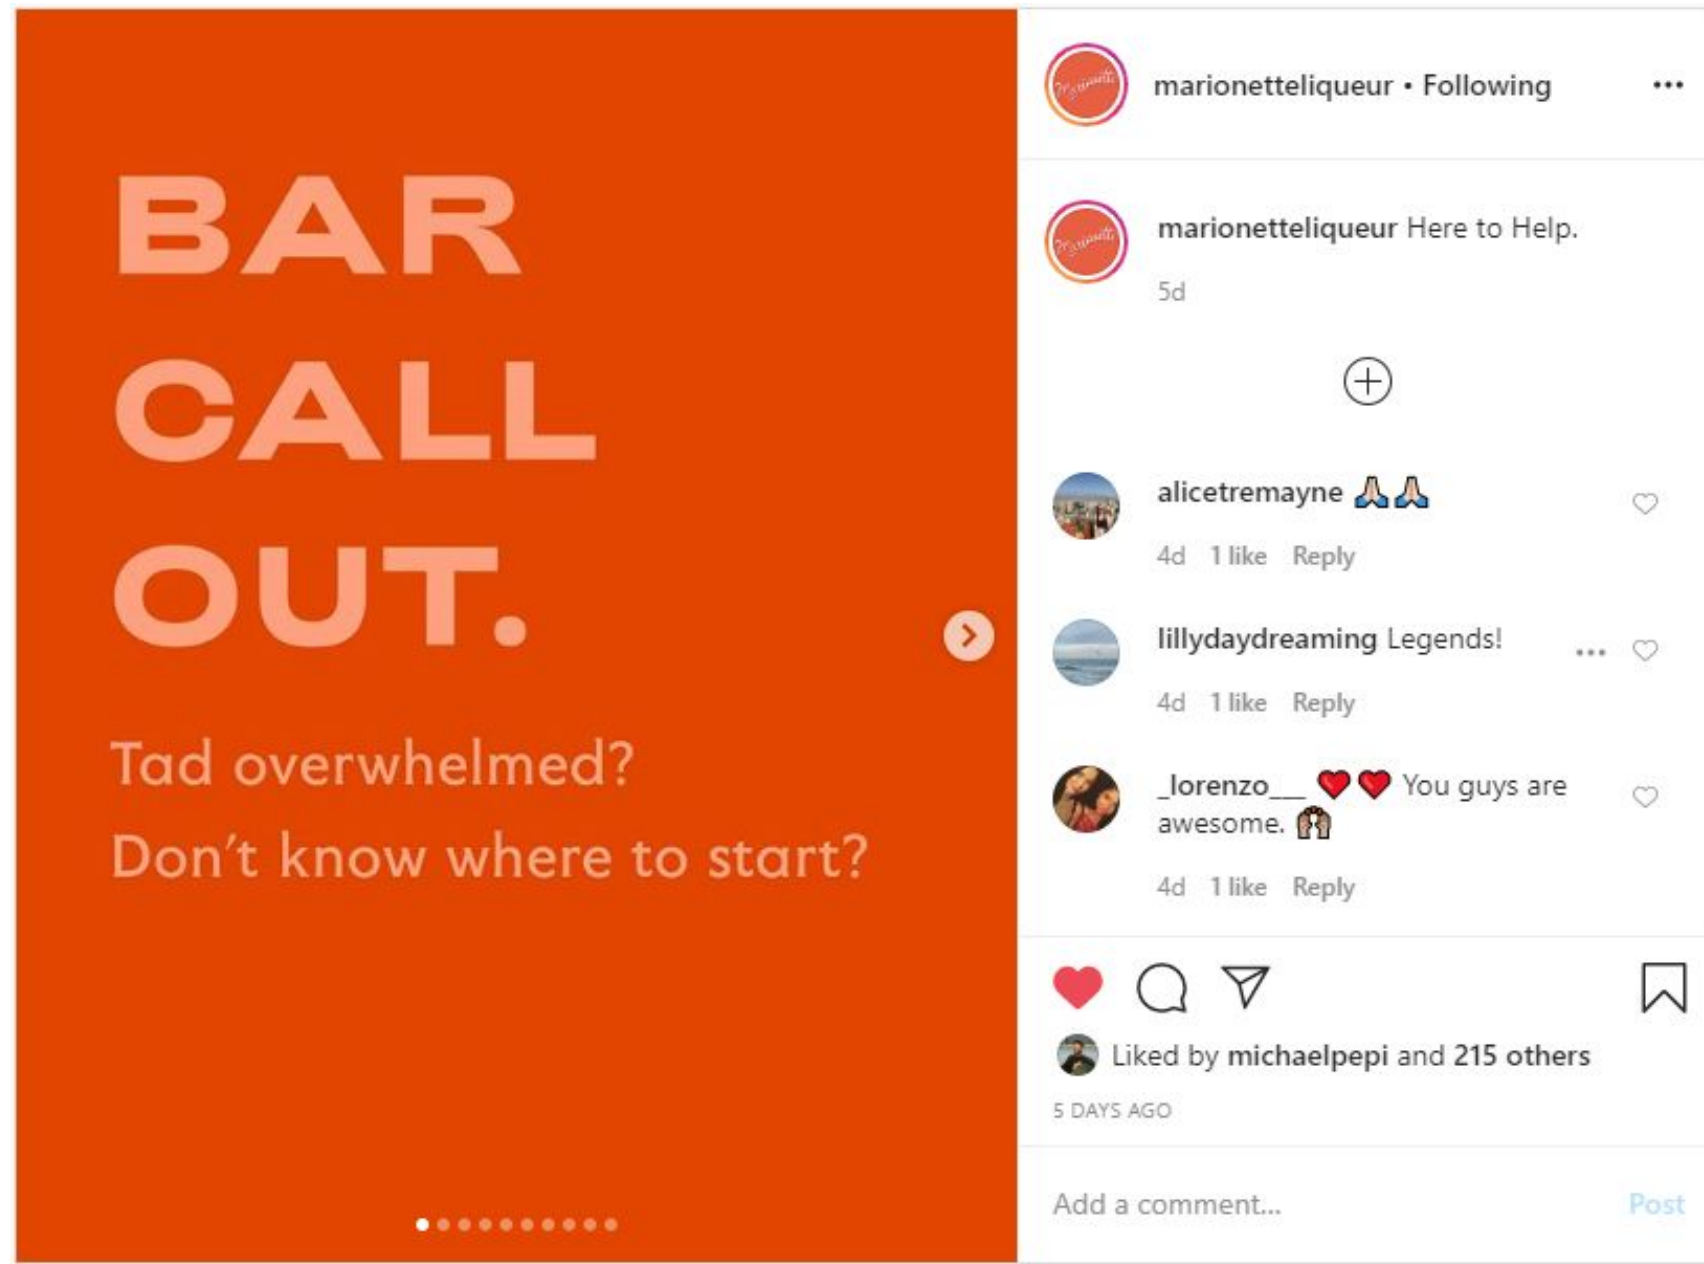 BAR
CALL
OUT.
Tad overwhelmed?
Don't know where to start?
marionetteliqueur • Following
marionetteliqueur Here to Help.
5d
alicetremayne 🙏🏻🙏🏻
4d 1 like Reply
lillydaydreaming Legends!
4d 1 like Reply
_lorenzo___ ❤️❤️ You guys are
awesome. 🙌🏽
4d 1 like Reply
Liked by michaelpepi and 215 others
5 DAYS AGO
Add a comment... Post